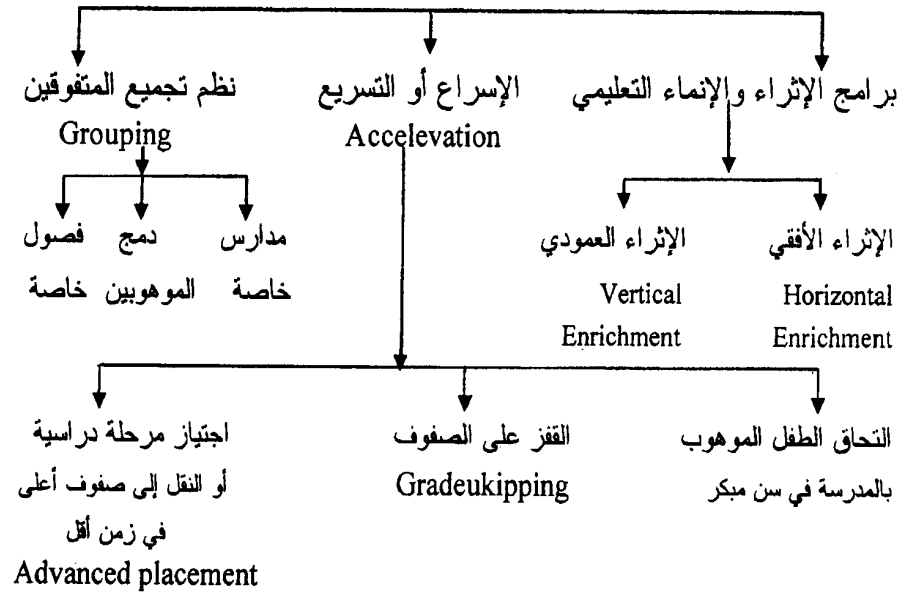 برامج الإثراء والإنماء التعليمي
الإسراع أو التسريع
Accelevation
نظم تجميع المتفوقين
Grouping
الإثراء الأفقي
Horizontal
Enrichment
الإثراء العمودي
Vertical
Enrichment
مدارس
خاصة
دمج
الموهوبين
فصول
خاصة
التحاق الطفل الموهوب
بالمدرسة في سن مبكر
القفز على الصفوف
Gradeukipping
اجتياز مرحلة دراسية
أو النقل إلى صفوف أعلى
في زمن أقل
Advanced placement